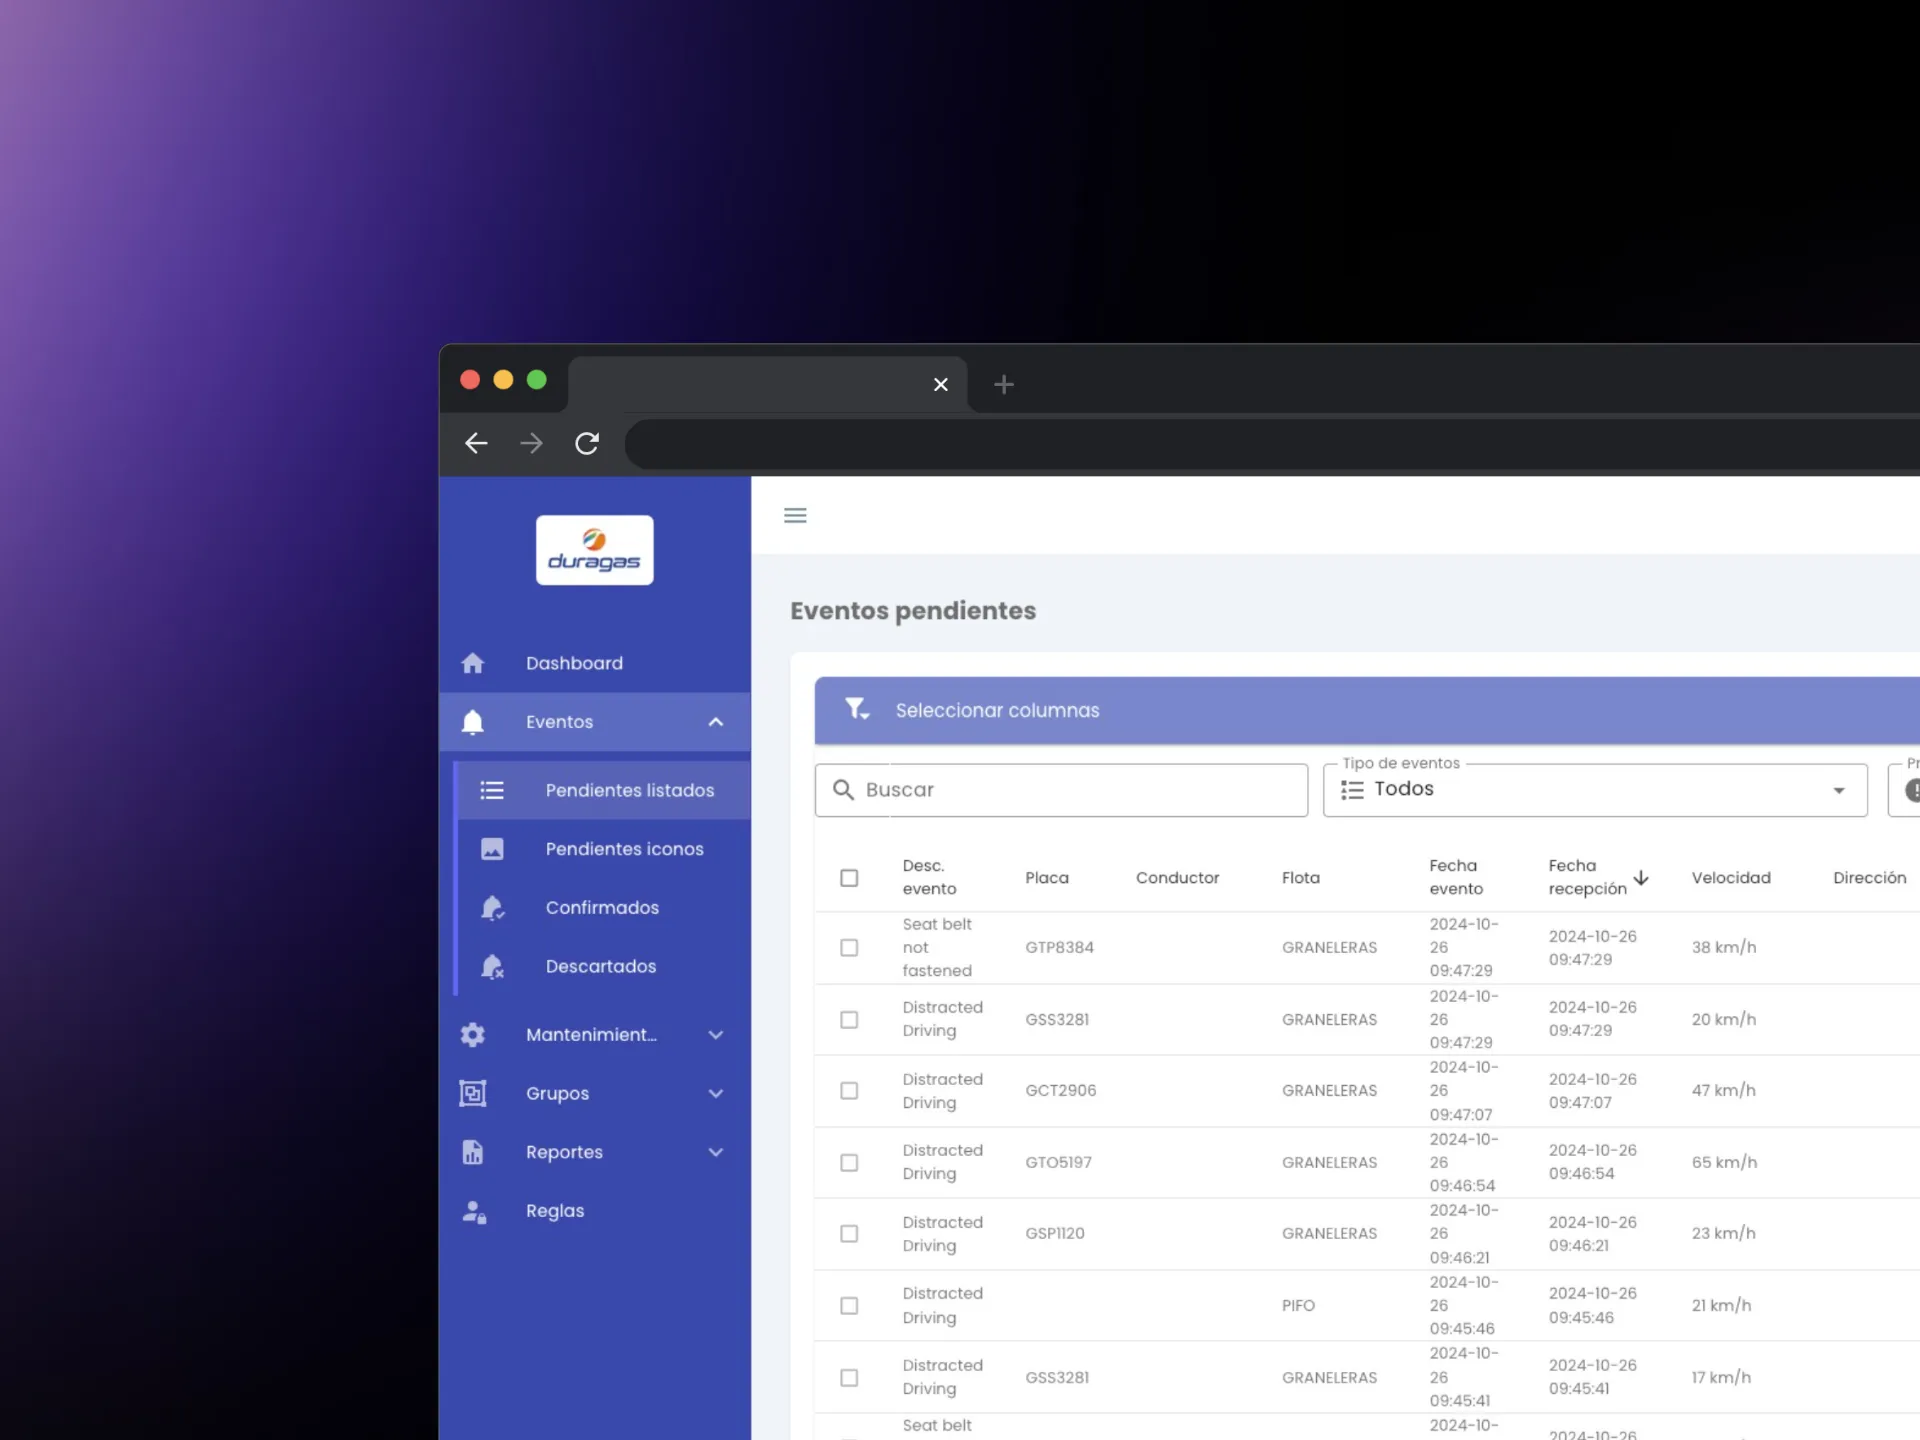 duragas
Dashboard
Eventos
Pendientes listados
Pendientes iconos
Confirmados
Descartados
Mantenimient...
Grupos
Reportes
Reglas
Eventos pendientes
Seleccionar columnas
Buscar
Tipo de eventos
Todos
Pr
Desc. evento Placa Conductor Flota Fecha evento Fecha recepción Velocidad Dirección
Seat belt not fastened GTP8384 GRANELERAS 2024-10-26 09:47:29 2024-10-26 09:47:29 38 km/h
Distracted Driving GSS3281 GRANELERAS 2024-10-26 09:47:29 2024-10-26 09:47:29 20 km/h
Distracted Driving GCT2906 GRANELERAS 2024-10-26 09:47:07 2024-10-26 09:47:07 47 km/h
Distracted Driving GTO5197 GRANELERAS 2024-10-26 09:46:54 2024-10-26 09:46:54 65 km/h
Distracted Driving GSP1120 GRANELERAS 2024-10-26 09:46:21 2024-10-26 09:46:21 23 km/h
Distracted Driving PIFO 2024-10-26 09:45:46 2024-10-26 09:45:46 21 km/h
Distracted Driving GSS3281 GRANELERAS 2024-10-26 09:45:41 2024-10-26 09:45:41 17 km/h
Seat belt 2024-10- 2024-10-26